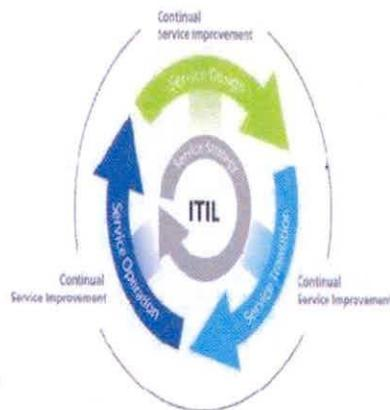 Continual
Service Improvement
Service Design
Service Strategy
ITIL
Service Operation
Service Transition
Continual
Service Improvement
Continual
Service Improvement